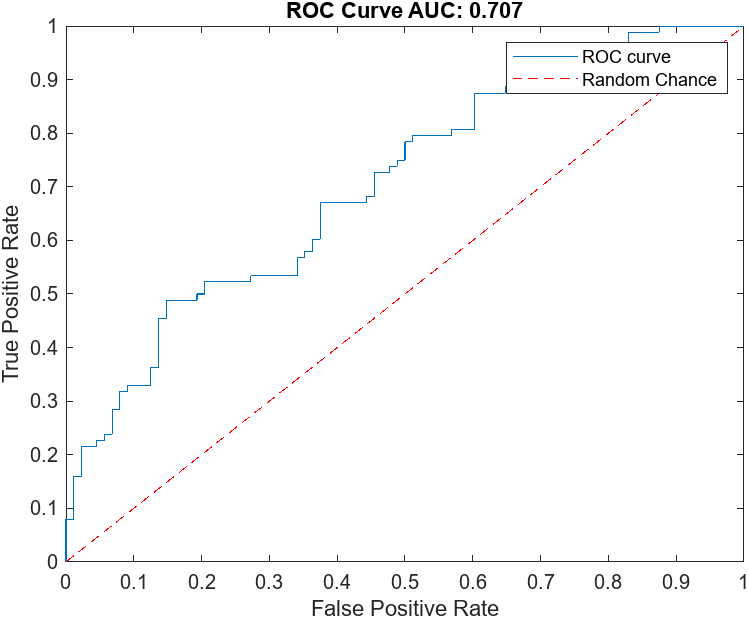 ROC Curve AUC: 0.707
1
0.9
0.8
0.7
0.6
0.5
0.4
0.3
0.2
0.1
0
True Positive Rate
ROC curve
Random Chance
0 0.1 0.2 0.3 0.4 0.5 0.6 0.7 0.8 0.9 1
False Positive Rate